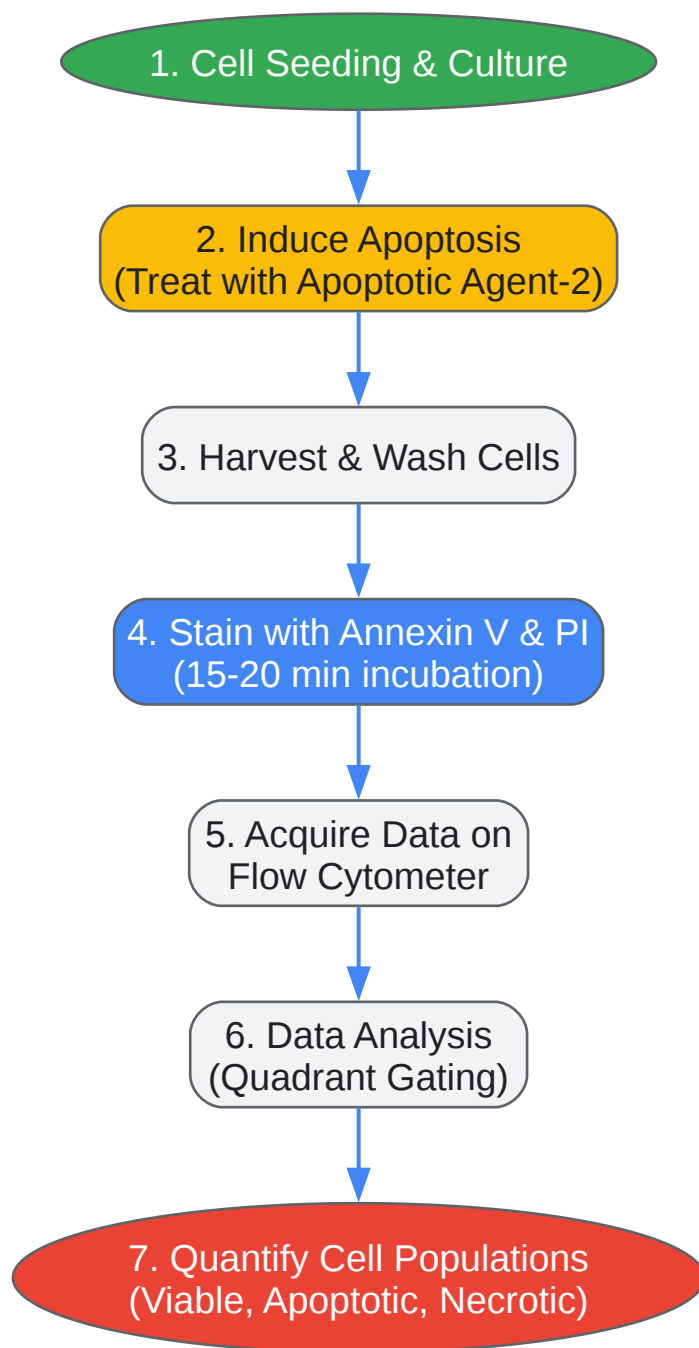 1. Cell Seeding & Culture
2. Induce Apoptosis
(Treat with Apoptotic Agent-2)
3. Harvest & Wash Cells
4. Stain with Annexin V & PI
(15-20 min incubation)
5. Acquire Data on
Flow Cytometer
6. Data Analysis
(Quadrant Gating)
7. Quantify Cell Populations
(Viable, Apoptotic, Necrotic)